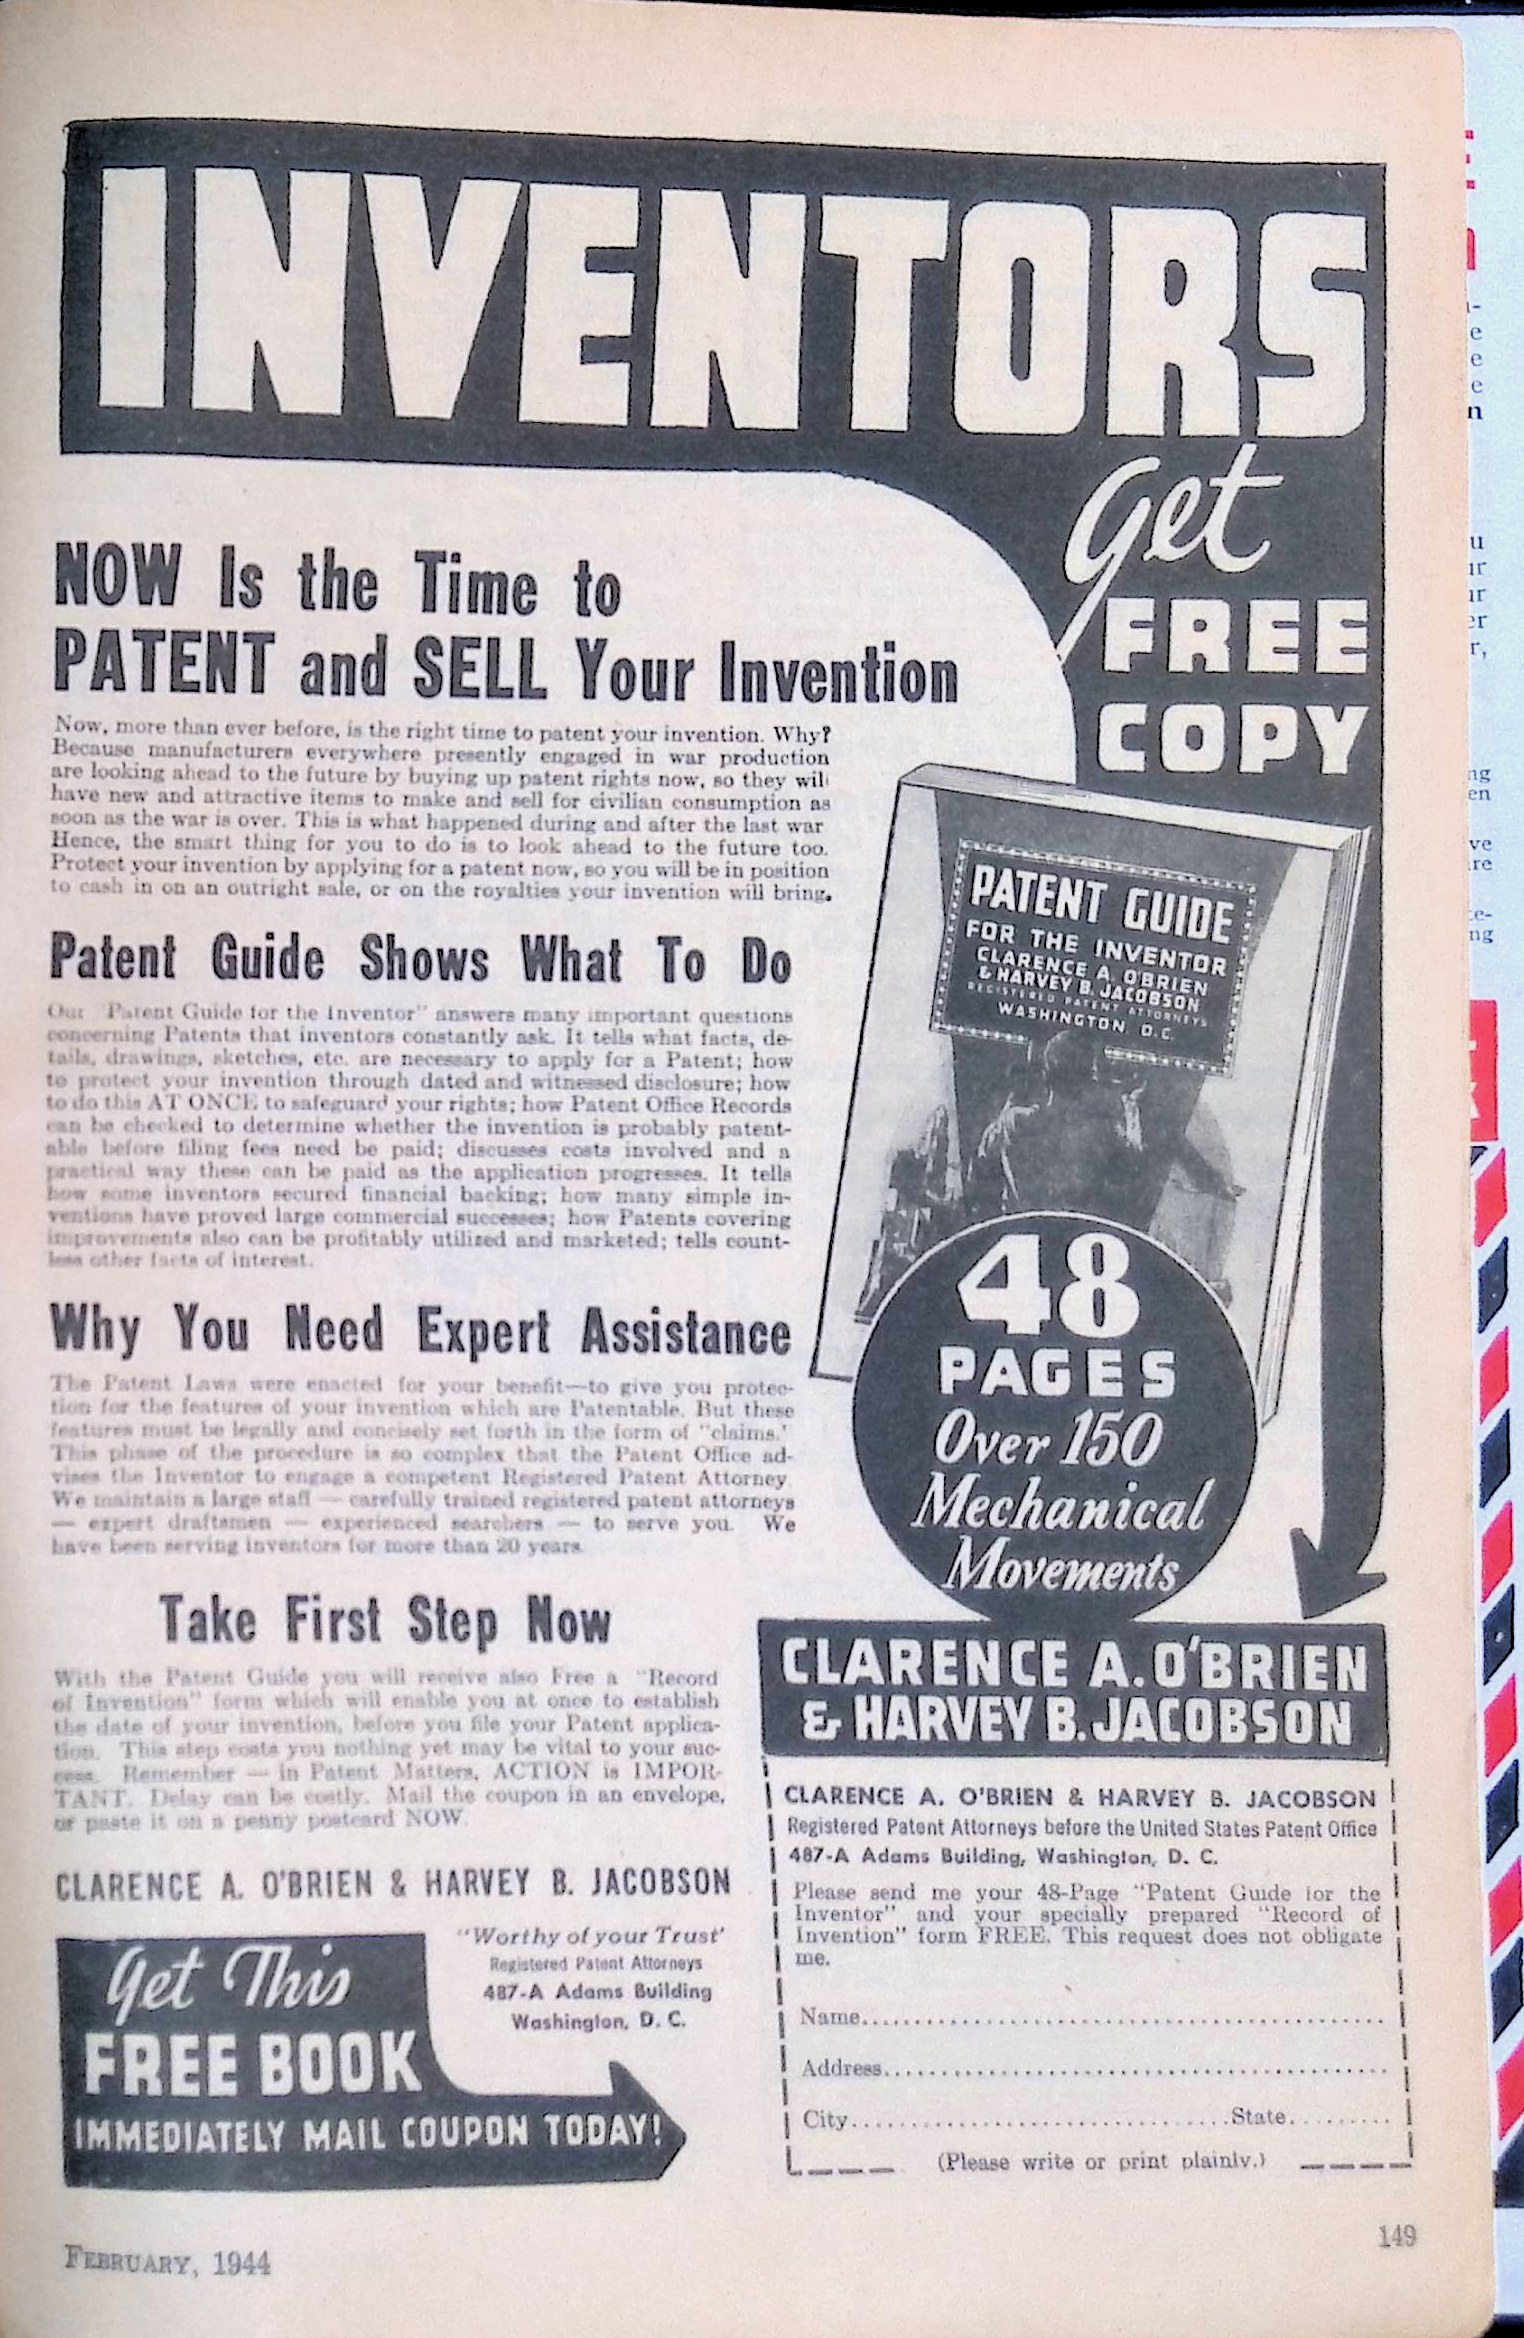 INVENTORS
Get
FREE
COPY
NOW Is the Time to
PATENT and SELL Your Invention
Now, more than ever before, is the right time to patent your invention. Why?
Because manufacturers everywhere presently engaged in war production
are looking ahead to the future by buying up patent rights now, so they will
have new and attractive items to make and sell for civilian consumption as
soon as the war is over. This is what happened during and after the last war
Hence, the smart thing for you to do is to look ahead to the future too.
Protect your invention by applying for a patent now, so you will be in position
to cash in on an outright sale, or on the royalties your invention will bring.
Patent Guide Shows What To Do
Our "Patent Guide for the Inventor" answers many important questions
concerning Patents that inventors constantly ask. It tells what facts, de-
tails, drawings, sketches, etc. are necessary to apply for a Patent; how
to protect your invention through dated and witnessed disclosure; how
to do this AT ONCE to safeguard your rights; how Patent Office Records
can be checked to determine whether the invention is probably patent-
able before filing fees need be paid; discusses costs involved and a
practical way these can be paid as the application progresses. It tells
how some inventors secured financial backing; how many simple in-
ventions have proved large commercial successes; how Patents covering
improvements also can be profitably utilized and marketed; tells count-
less other facts of interest.
Why You Need Expert Assistance
The Patent Laws were enacted for your benefit—to give you protec-
tion for the features of your invention which are Patentable. But these
features must be legally and concisely set forth in the form of "claims.'
This phase of the procedure is so complex that the Patent Office ad-
vises the Inventor to engage a competent Registered Patent Attorney.
We maintain a large staff — carefully trained registered patent attorneys
— expert draftsmen — experienced searchers — to serve you. We
have been serving inventors for more than 20 years.
Take First Step Now
With the Patent Guide you will receive also Free a "Record
of Invention" form which will enable you at once to establish
the date of your invention, before you file your Patent applica-
tion. This step costs you nothing yet may be vital to your suc-
cess. Remember — in Patent Matters, ACTION is IMPOR-
TANT. Delay can be costly. Mail the coupon in an envelope,
or paste it on a penny postcard NOW.
CLARENCE A. O'BRIEN & HARVEY B. JACOBSON
"Worthy of your Trust'
Registered Patent Attorneys
487-A Adams Building
Washington, D. C.
Get This
FREE BOOK
IMMEDIATELY MAIL COUPON TODAY!
PATENT GUIDE
FOR THE INVENTOR
CLARENCE A. O'BRIEN
& HARVEY B. JACOBSON
REGISTERED PATENT ATTORNEYS
WASHINGTON D.C.
48
PAGES
Over 150
Mechanical
Movements
CLARENCE A. O'BRIEN
& HARVEY B. JACOBSON
CLARENCE A. O'BRIEN & HARVEY B. JACOBSON
Registered Patent Attorneys before the United States Patent Office
487-A Adams Building, Washington, D. C.
Please send me your 48-Page "Patent Guide for the
Inventor" and your specially prepared "Record of
Invention" form FREE. This request does not obligate
me.
Name
Address
City State
(Please write or print plainly.)
FEBRUARY, 1944
149